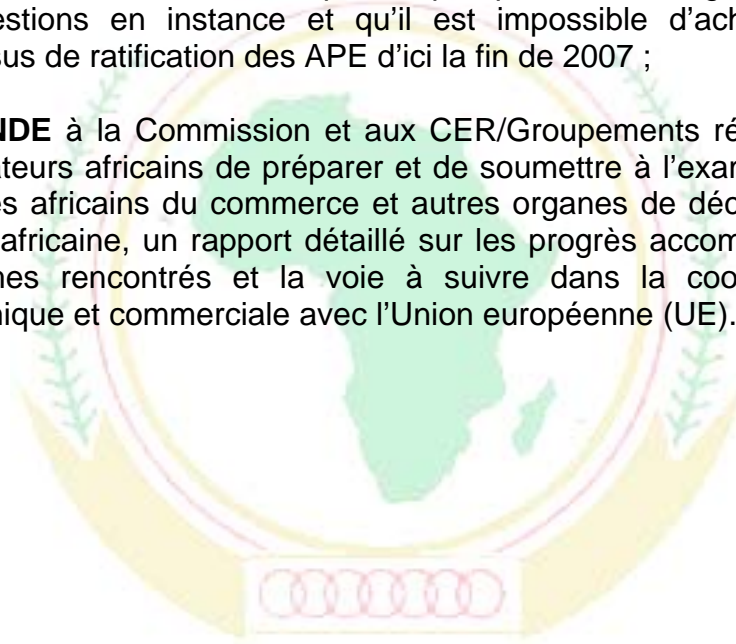 estions en instance et qu'il est impossible d'ach
sus de ratification des APE d'ici la fin de 2007 ;
NDE à la Commission et aux CER/Groupements ré
ateurs africains de préparer et de soumettre à l'exar
es africains du commerce et autres organes de déc
africaine, un rapport détaillé sur les progrès accom
nes rencontrés et la voie à suivre dans la coo
nique et commerciale avec l'Union européenne (UE).